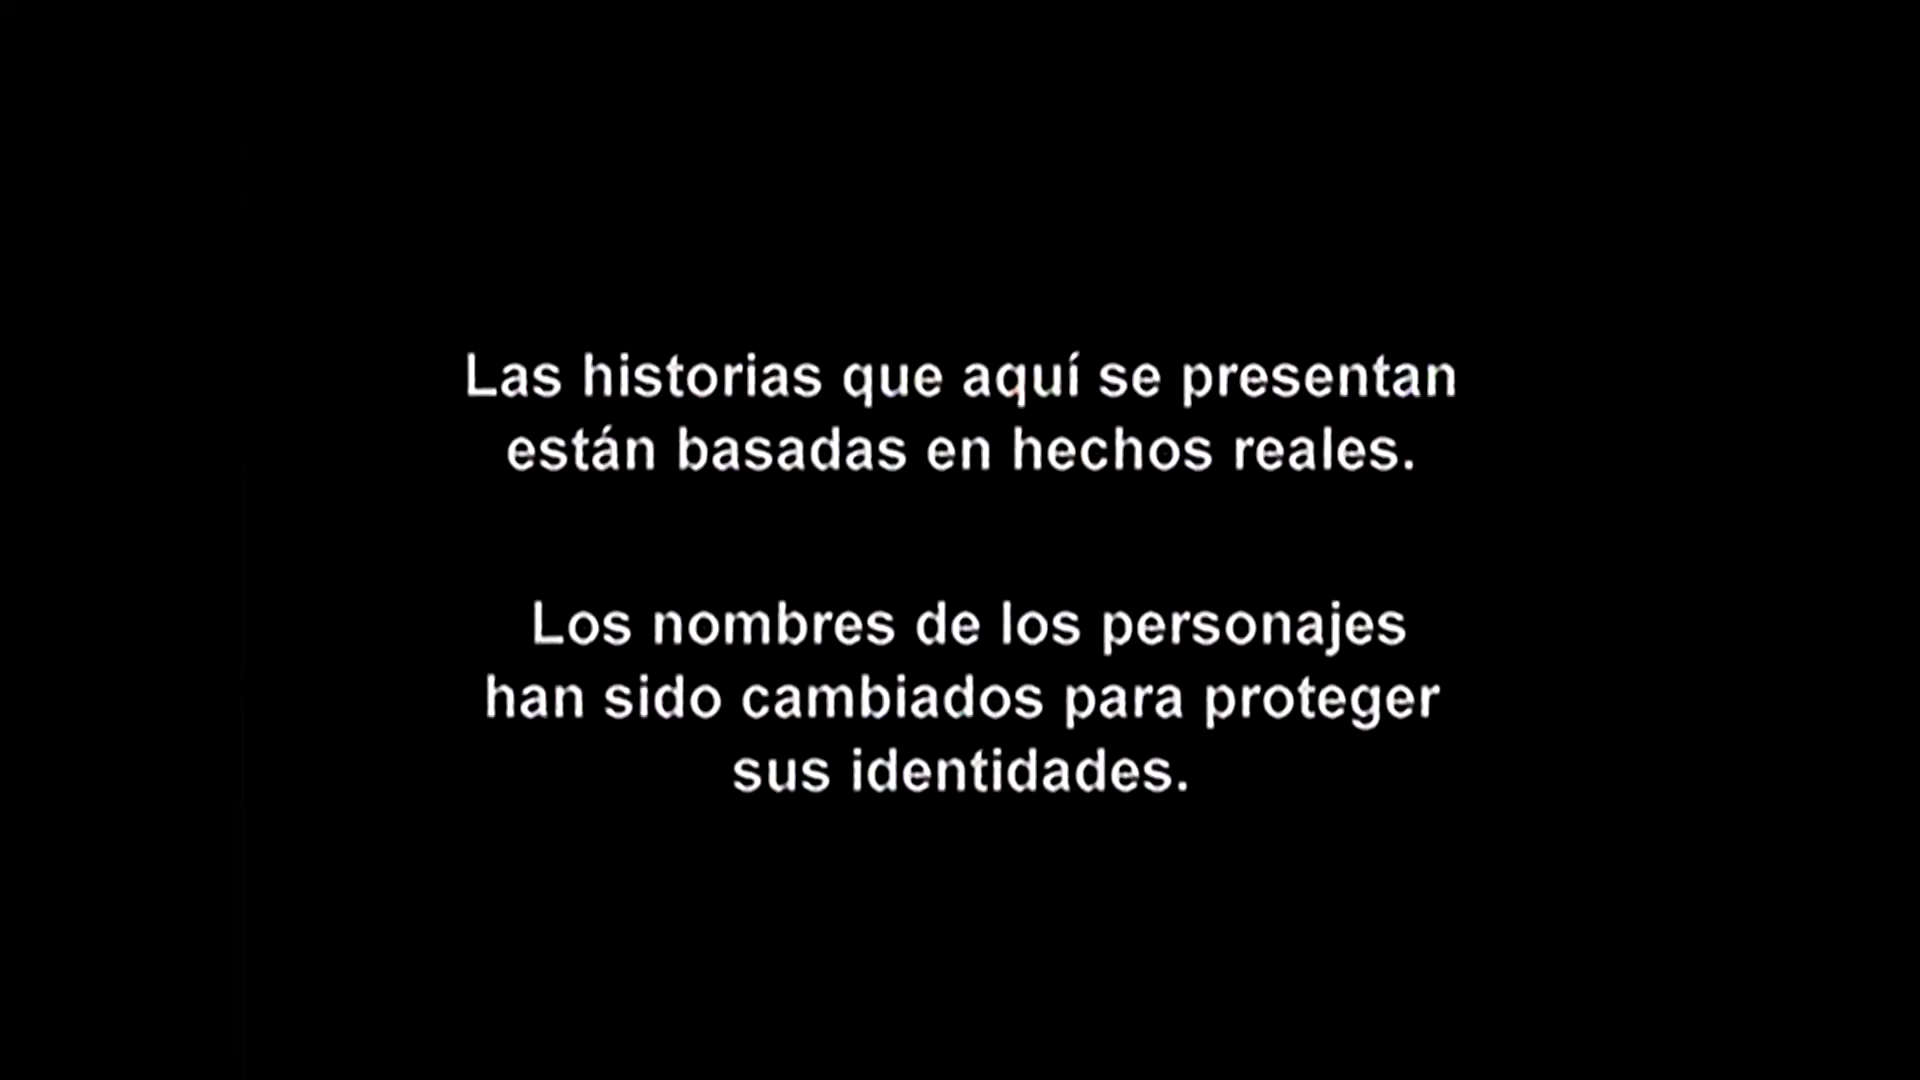 Las historias que aquí se presentan
están basadas en hechos reales.
Los nombres de los personajes
han sido cambiados para proteger
sus identidades.